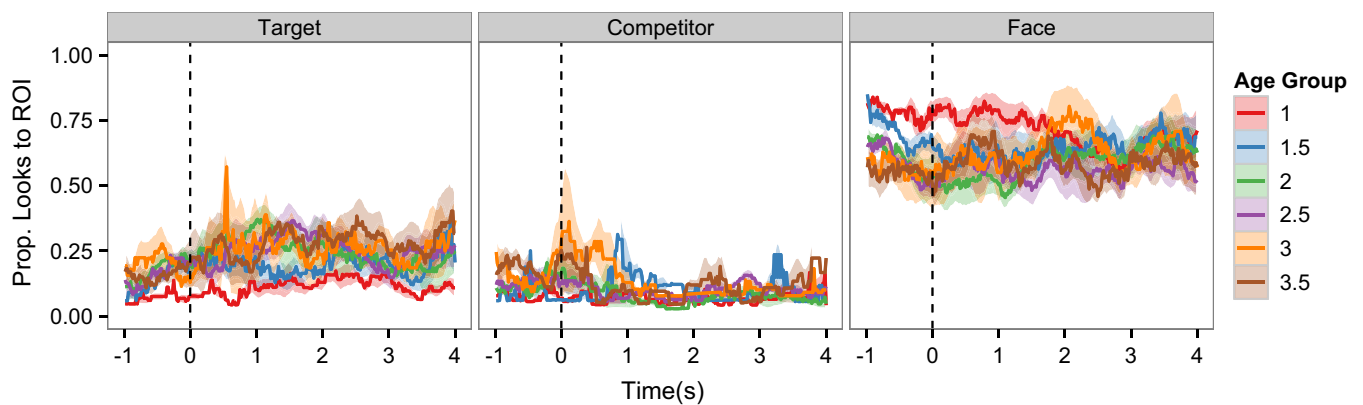 Target Competitor Face
Prop. Looks to ROI
1.00
0.75
0.50
0.25
0.00
-1 0 1 2 3 4 -1 0 1 2 3 4 -1 0 1 2 3 4
Time(s)
Age Group
1
1.5
2
2.5
3
3.5